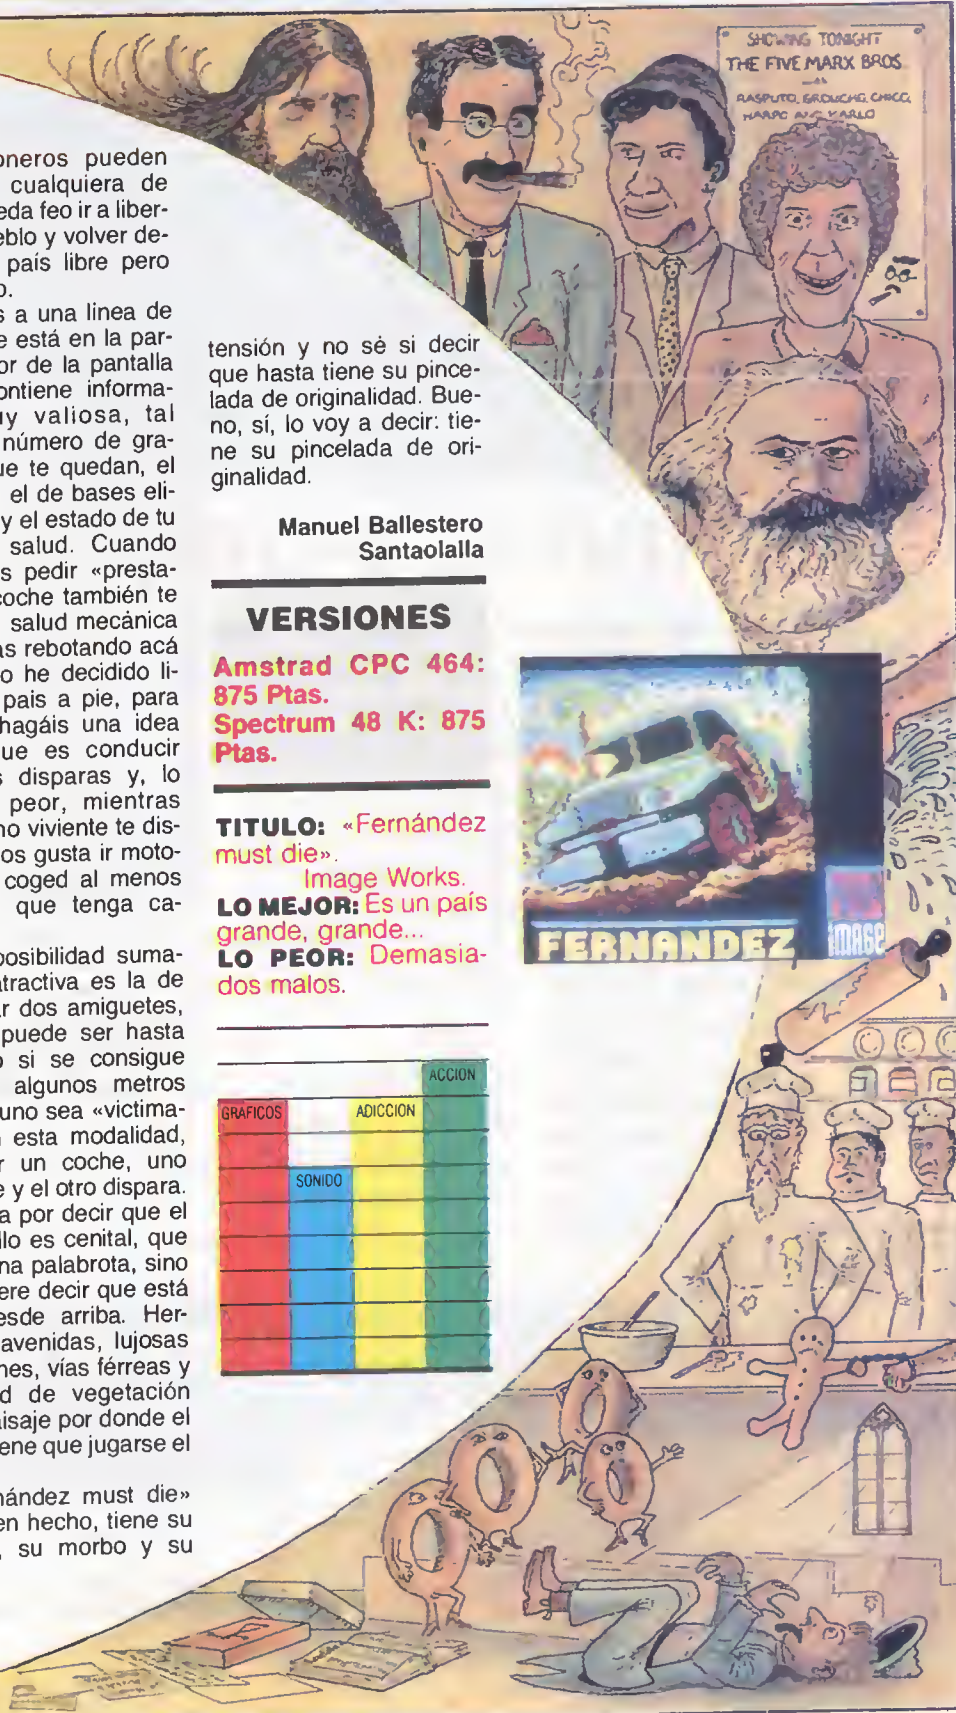 oneros pueden
cualquiera de
eda feo ir a liber-
eblo y volver de-
país libre pero
o.
s a una linea de
e está en la par-
or de la pantalla
ontiene informa-
uy valiosa, tal
número de gra-
ue te quedan, el
el de bases eli-
y el estado de tu
salud. Cuando
s pedir «presta-
coche también te
salud mecánica
as rebotando acá
o he decidido li-
pais a pie, para
hagáis una idea
ue es conducir
s disparas y, lo
peor, mientras
no viviente te dis-
os gusta ir moto-
coged al menos
que tenga ca-
posibilidad suma-
atractiva es la de
ar dos amiguetes,
puede ser hasta
o si se consigue
algunos metros
uno sea «victima-
n esta modalidad,
r un coche, uno
e y el otro dispara.
a por decir que el
llo es cenital, que
na palabrota, sino
ere decir que está
esde arriba. Her-
avenidas, lujosas
nes, vías férreas y
d de vegetación
aisaje por donde el
ene que jugarse el
nández must die»
en hecho, tiene su
, su morbo y su
tensión y no sé si decir
que hasta tiene su pince-
lada de originalidad. Bue-
no, sí, lo voy a decir: tie-
ne su pincelada de ori-
ginalidad.
Manuel Ballestero
Santaolalla
VERSIONES
Amstrad CPC 464:
875 Ptas.
Spectrum 48 K: 875
Ptas.
TITULO: «Fernández
must die».
Image Works.
LO MEJOR: Es un país
grande, grande...
LO PEOR: Demasia-
dos malos.
GRAFICOS
SONIDO
ADICCION
ACCION
SHOWING TONIGHT
THE FIVE MARX BROS
with
RASPUTO, GROUCHO, CHICO,
HARPO AND KARLO
FERNANDEZ
IMAGE